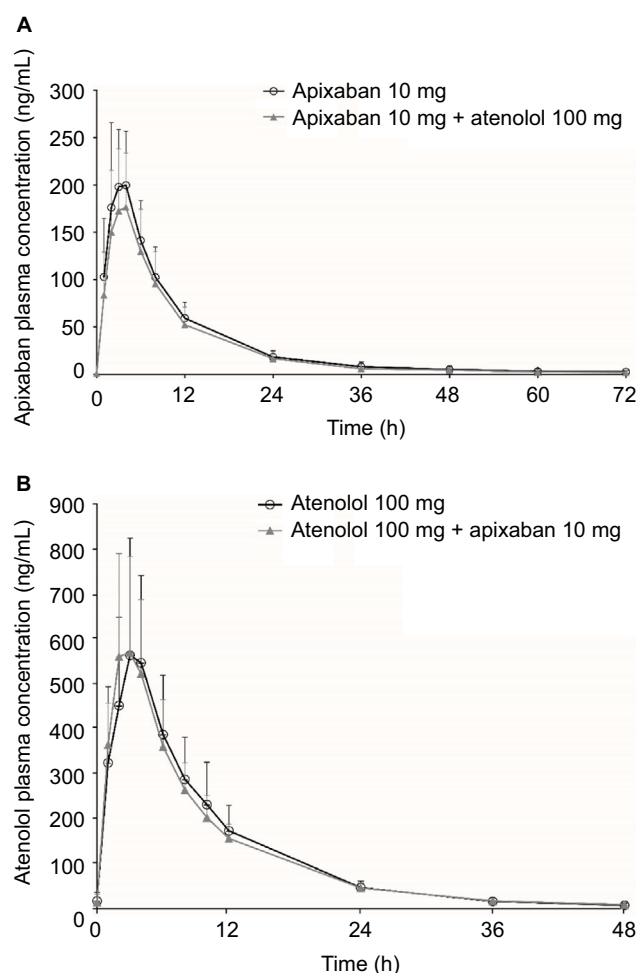 A
Apixaban plasma concentration (ng/mL)
300
250
200
150
100
50
0
Apixaban 10 mg
Apixaban 10 mg + atenolol 100 mg
0 12 24 36 48 60 72
Time (h)
B
Atenolol plasma concentration (ng/mL)
900
800
700
600
500
400
300
200
100
0
Atenolol 100 mg
Atenolol 100 mg + apixaban 10 mg
0 12 24 36 48
Time (h)